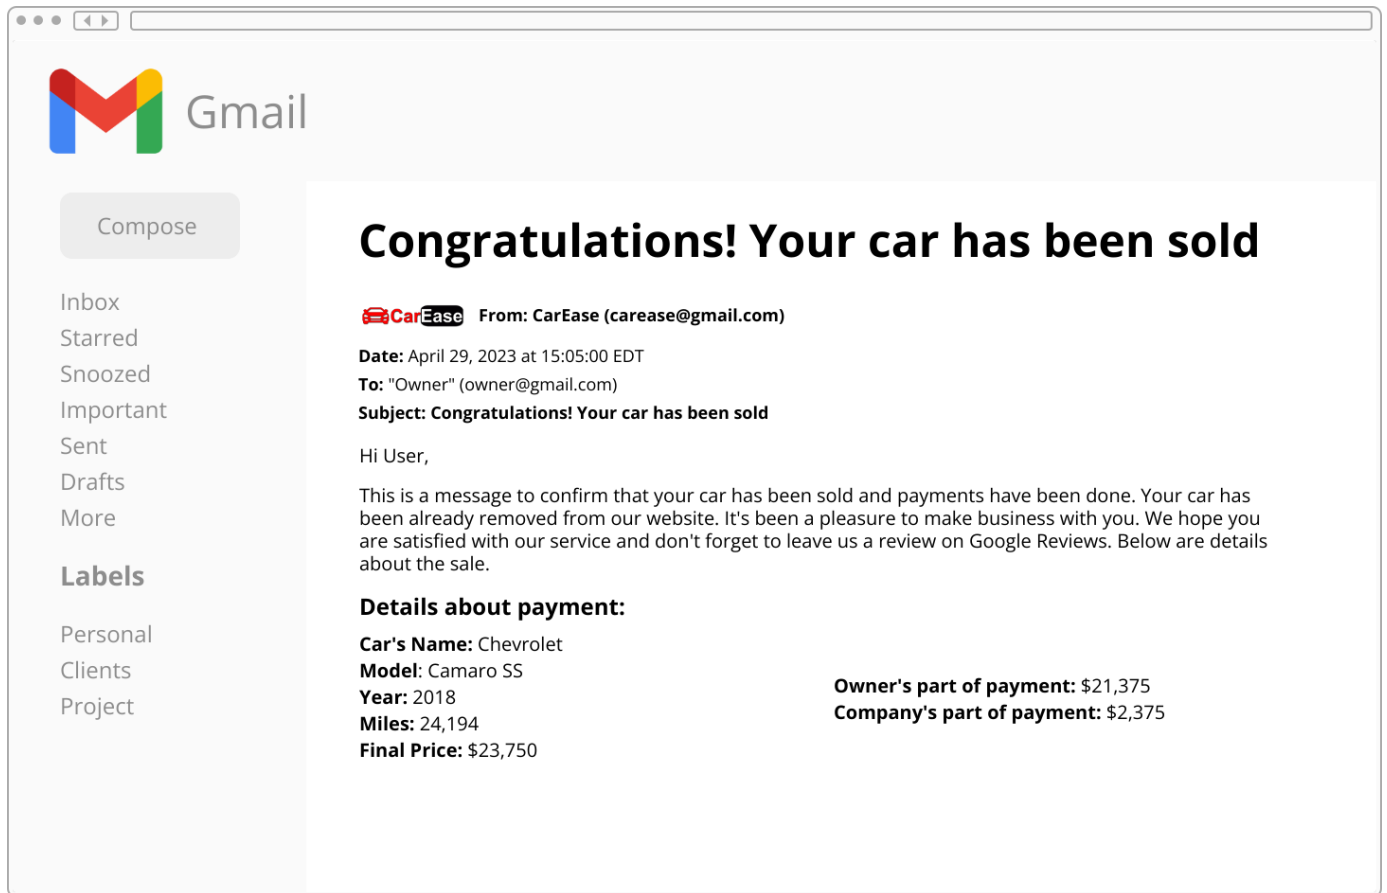 Gmail
Compose
Inbox
Starred
Snoozed
Important
Sent
Drafts
More
Labels
Personal
Clients
Project
Congratulations! Your car has been sold
CarEase From: CarEase (carease@gmail.com)
Date: April 29, 2023 at 15:05:00 EDT
To: "Owner" (owner@gmail.com)
Subject: Congratulations! Your car has been sold
Hi User,
This is a message to confirm that your car has been sold and payments have been done. Your car has
been already removed from our website. It's been a pleasure to make business with you. We hope you
are satisfied with our service and don't forget to leave us a review on Google Reviews. Below are details
about the sale.
Details about payment:
Car's Name: Chevrolet
Model: Camaro SS
Year: 2018
Miles: 24,194
Final Price: $23,750
Owner's part of payment: $21,375
Company's part of payment: $2,375